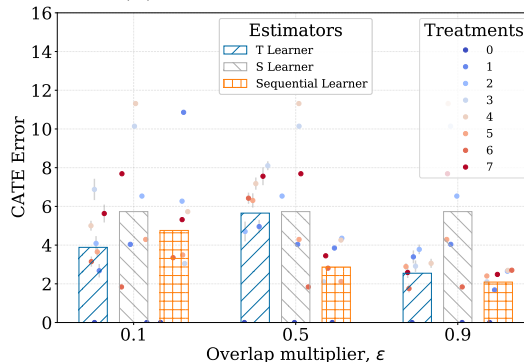 16
14
12
10
8
6
4
2
0
CATE Error
Estimators
T Learner
S Learner
Sequential Learner
Treatments
0
1
2
3
4
5
6
7
0.1
0.5
0.9
Overlap multiplier, ε